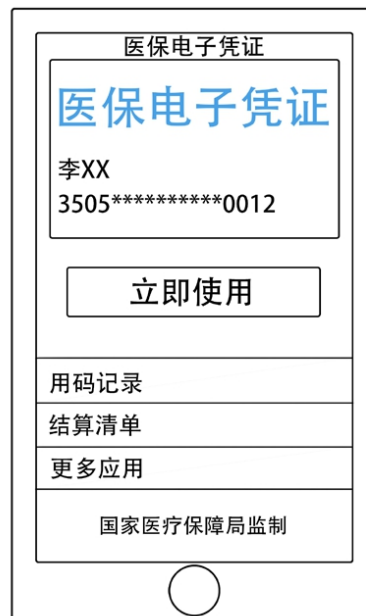 医保电子凭证
医保电子凭证
李XX
3505**********0012
立即使用
用码记录
结算清单
更多应用
国家医疗保障局监制